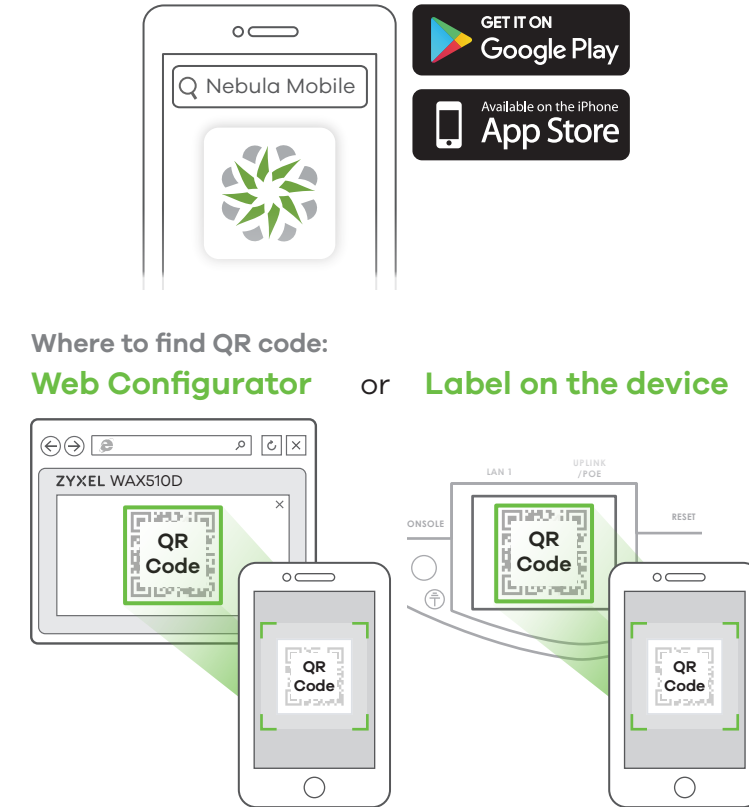 GET IT ON
Google Play
Nebula Mobile
Available on the iPhone
App Store
Where to find QR code:
Web Configurator or Label on the device
ZYXEL WAX510D
QR
Code
QR
Code
LAN 1
UPLINK
/POE
ONSOLE
RESET
QR
Code
QR
Code